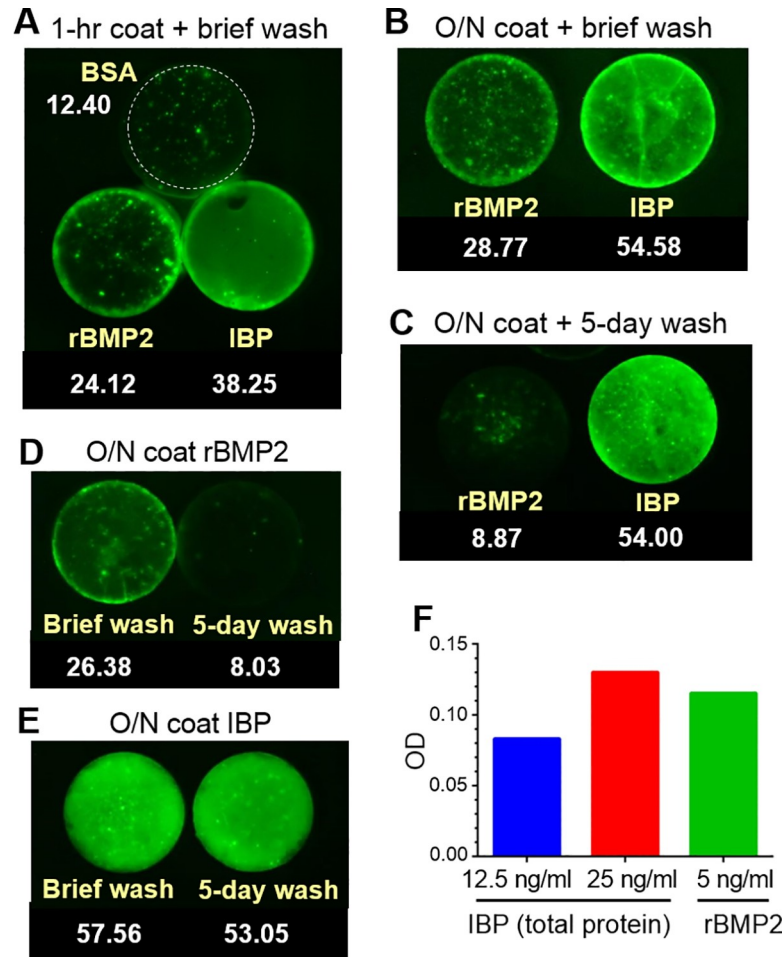 A 1-hr coat + brief wash
BSA
12.40
rBMP2 IBP
24.12 38.25
B O/N coat + brief wash
rBMP2 IBP
28.77 54.58
C O/N coat + 5-day wash
rBMP2 IBP
8.87 54.00
D O/N coat rBMP2
Brief wash 5-day wash
26.38 8.03
E O/N coat IBP
Brief wash 5-day wash
57.56 53.05
F
OD
0.15
0.10
0.05
0.00
12.5 ng/ml 25 ng/ml 5 ng/ml
IBP (total protein) rBMP2